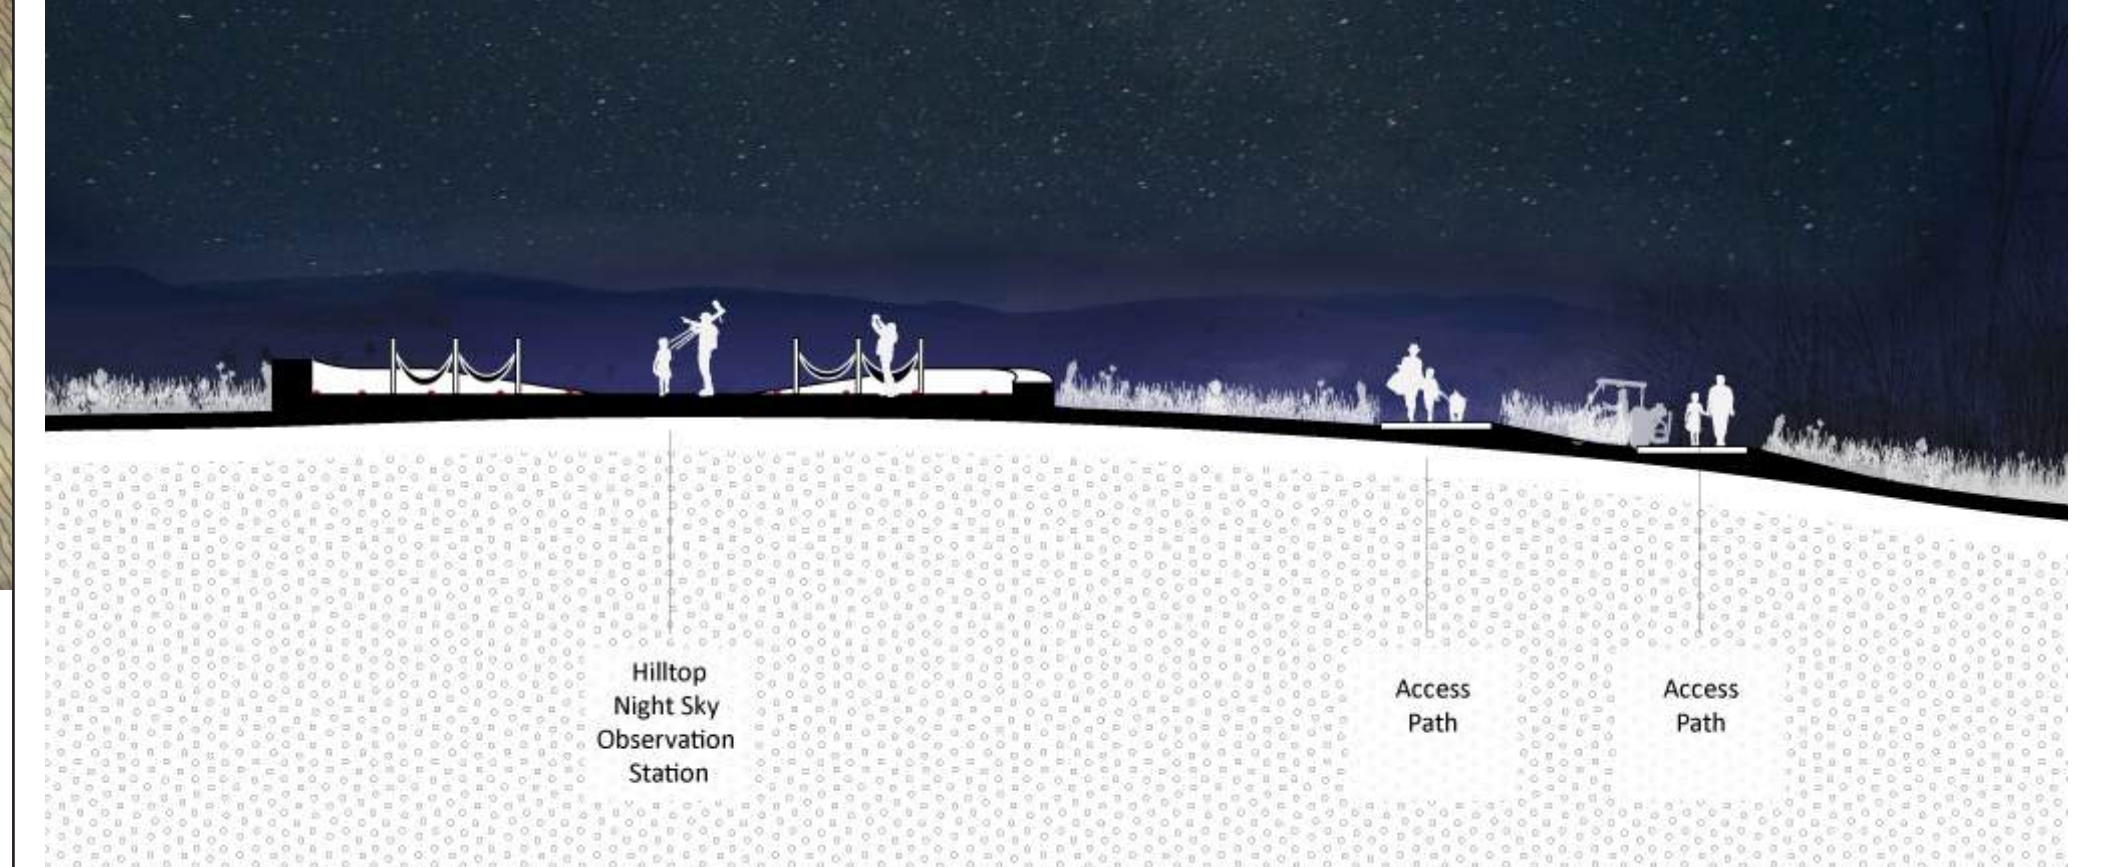 Hilltop
Night Sky
Observation
Station
Access
Path
Access
Path